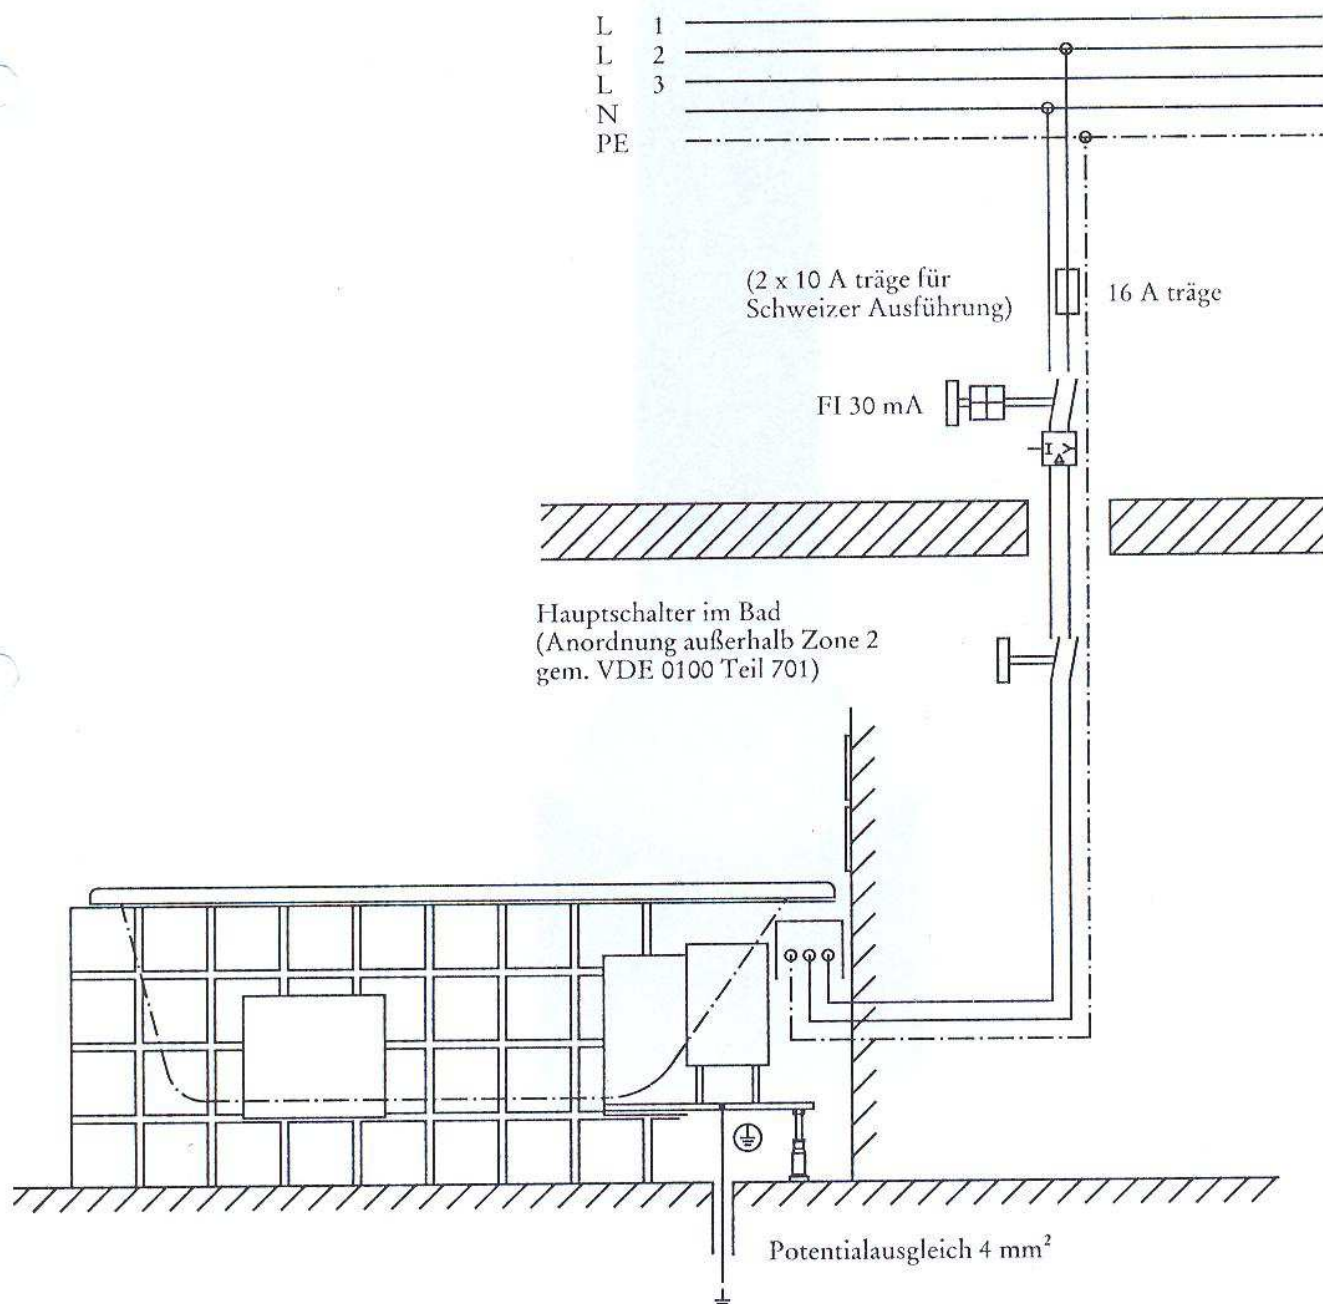 L 1
L 2
L 3
N
PE
(2 x 10 A träge für
Schweizer Ausführung)
16 A träge
FI 30 mA
I >
Δ
Hauptschalter im Bad
(Anordnung außerhalb Zone 2
gem. VDE 0100 Teil 701)
Potentialausgleich 4 mm²